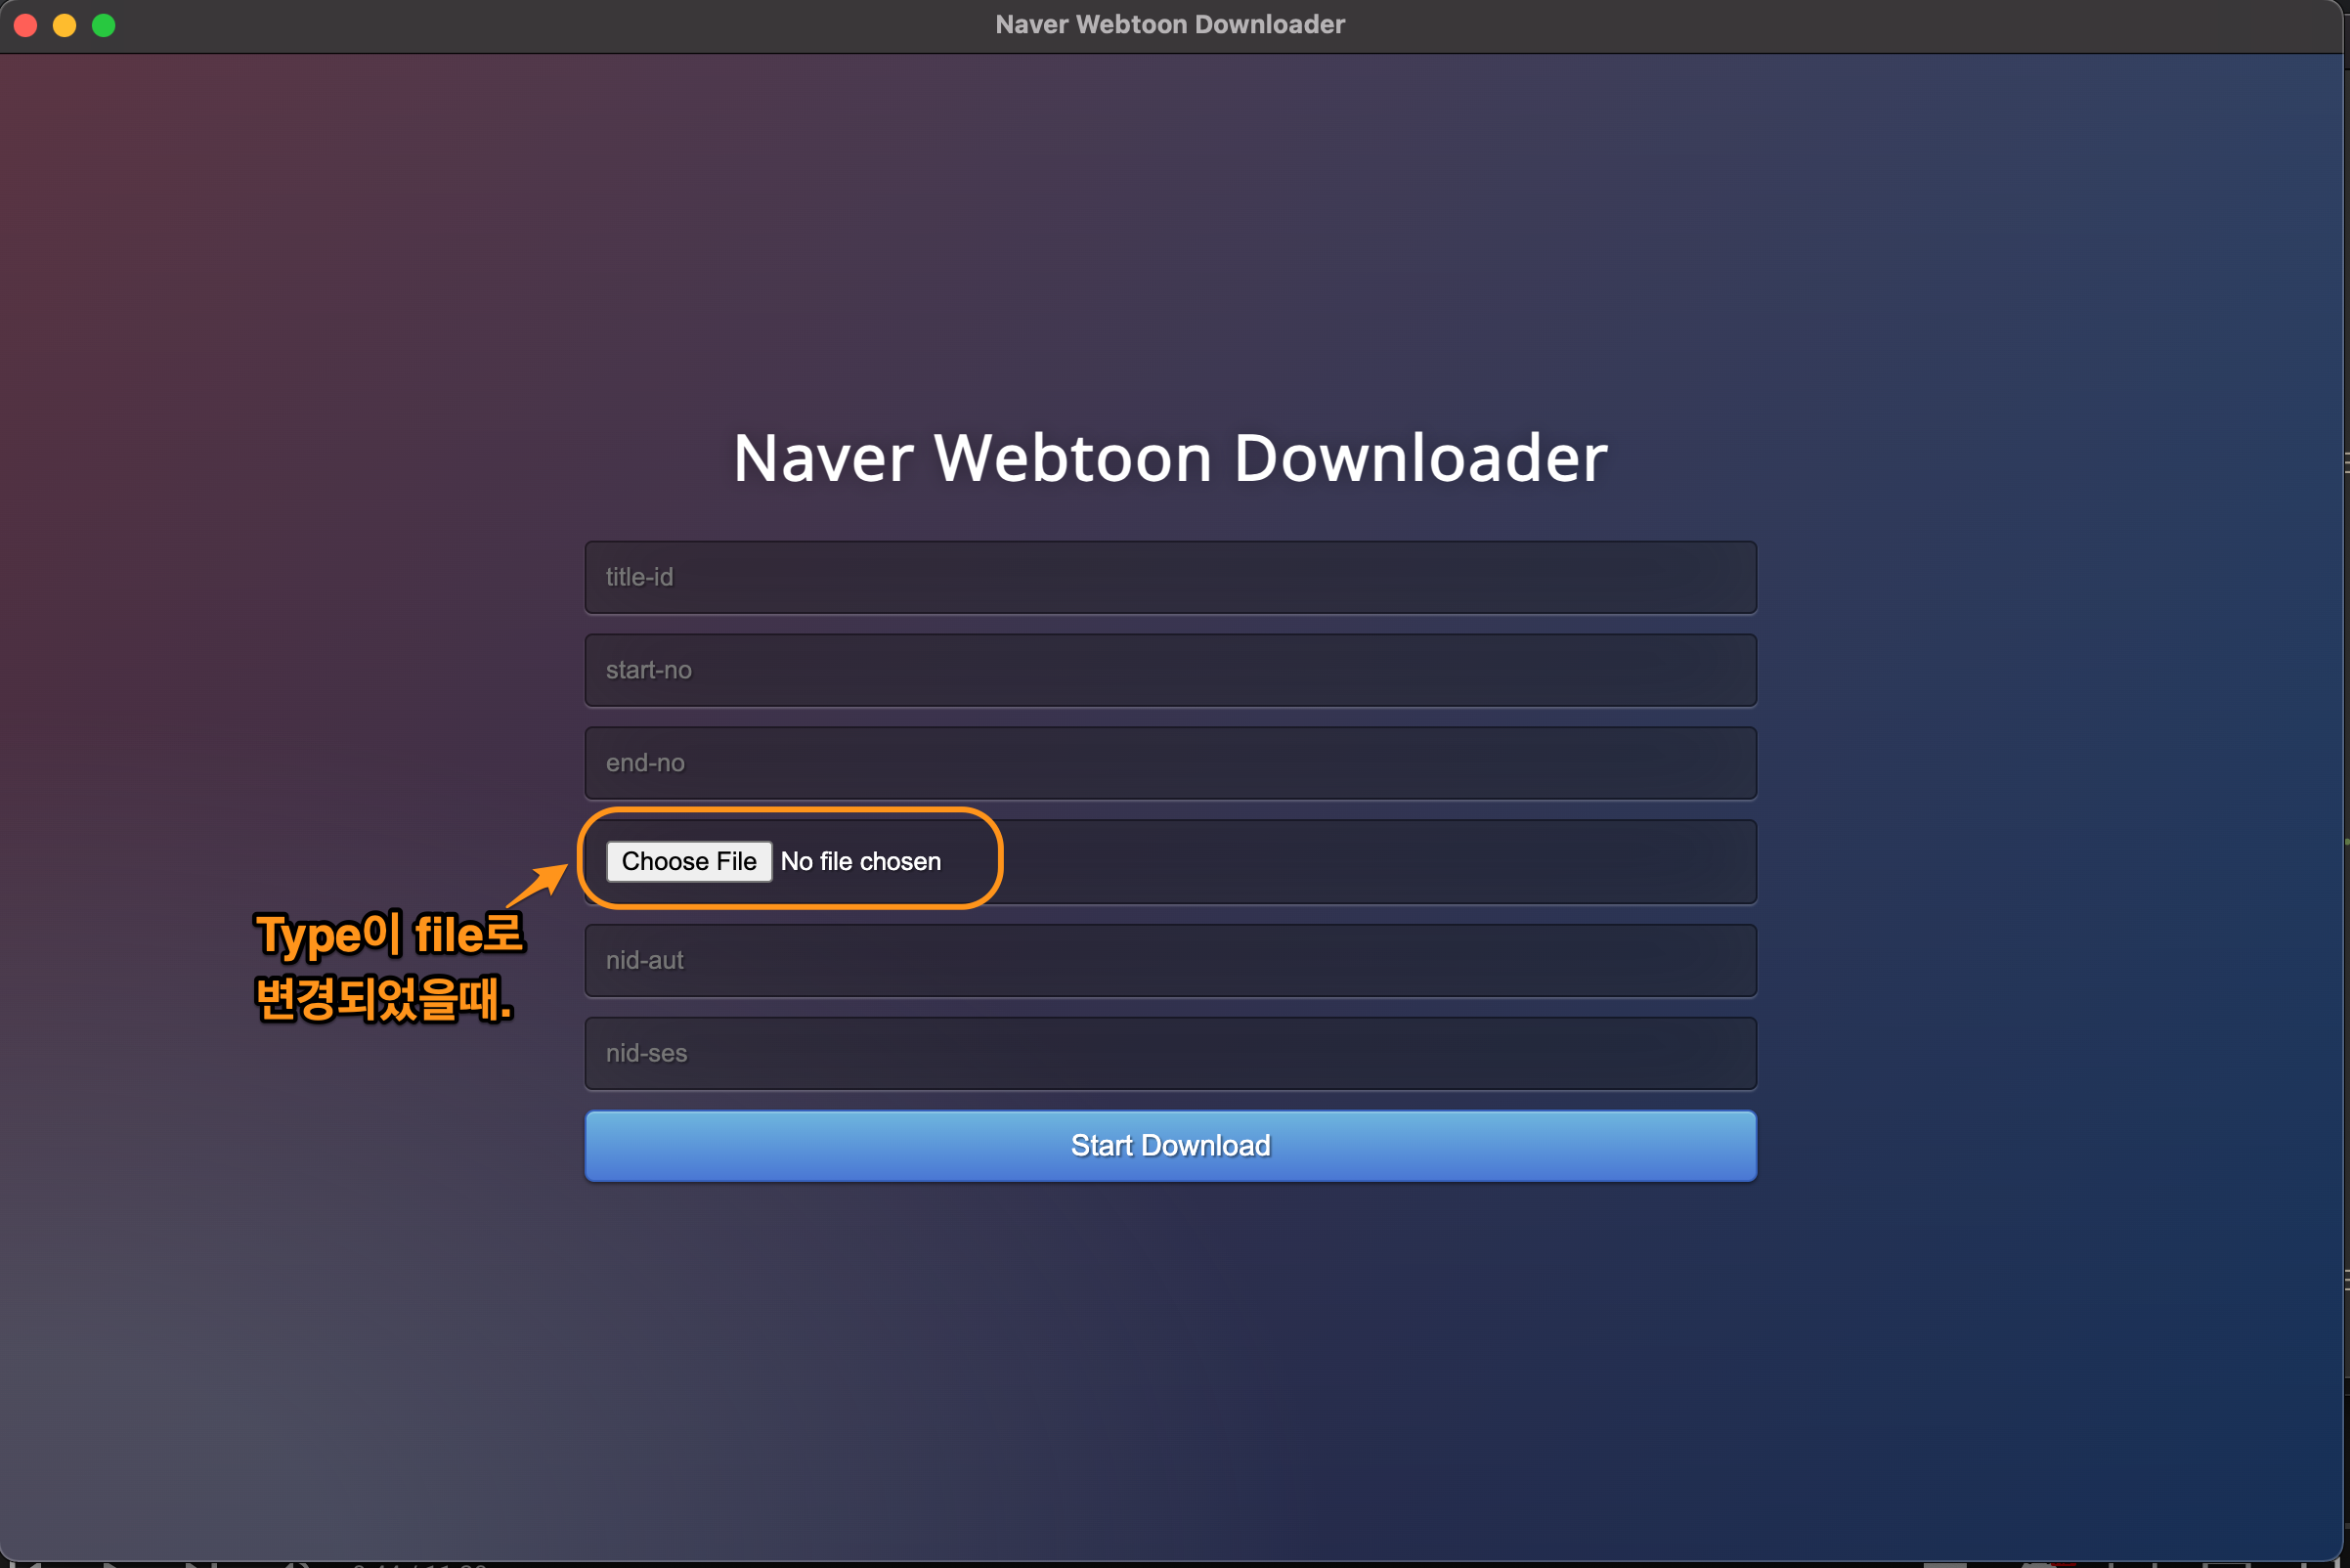 Naver Webtoon Downloader
Naver Webtoon Downloader
title-id
start-no
end-no
Choose File No file chosen
Type이 file로
변경되었을때.
nid-aut
nid-ses
Start Download